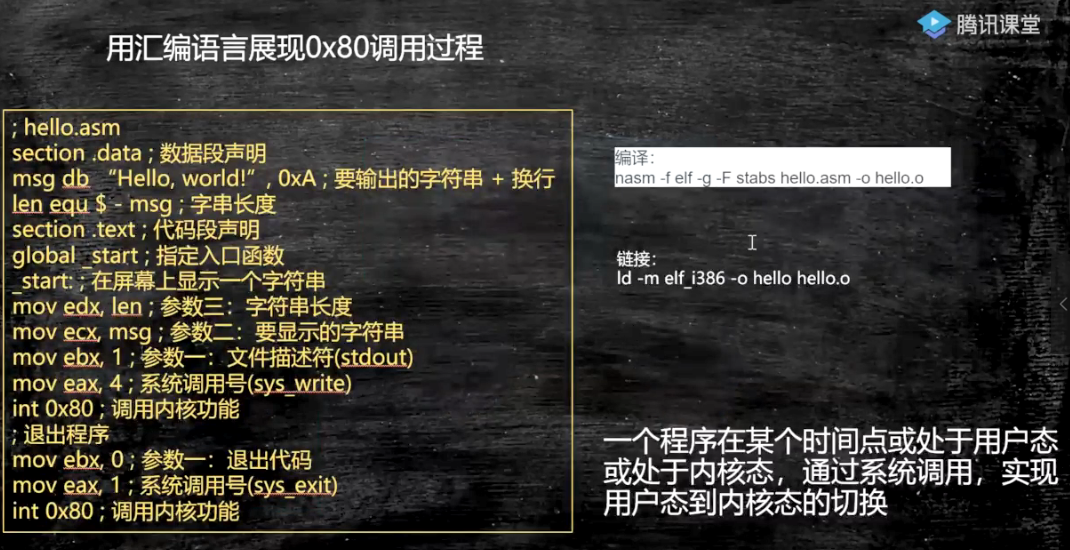 腾讯课堂
用汇编语言展现0x80调用过程
; hello.asm
section .data ; 数据段声明
msg db “Hello, world!” , 0xA ; 要输出的字符串 + 换行
len equ $ - msg ; 字串长度
section .text ; 代码段声明
global _start ; 指定入口函数
_start: ; 在屏幕上显示一个字符串
mov edx, len ; 参数三：字符串长度
mov ecx, msg ; 参数二：要显示的字符串
mov ebx, 1 ; 参数一：文件描述符(stdout)
mov eax, 4 ; 系统调用号(sys_write)
int 0x80 ; 调用内核功能
; 退出程序
mov ebx, 0 ; 参数一：退出代码
mov eax, 1 ; 系统调用号(sys_exit)
int 0x80 ; 调用内核功能
编译：
nasm -f elf -g -F stabs hello.asm -o hello.o
链接：
ld -m elf_i386 -o hello hello.o
一个程序在某个时间点或处于用户态
或处于内核态，通过系统调用，实现
用户态到内核态的切换